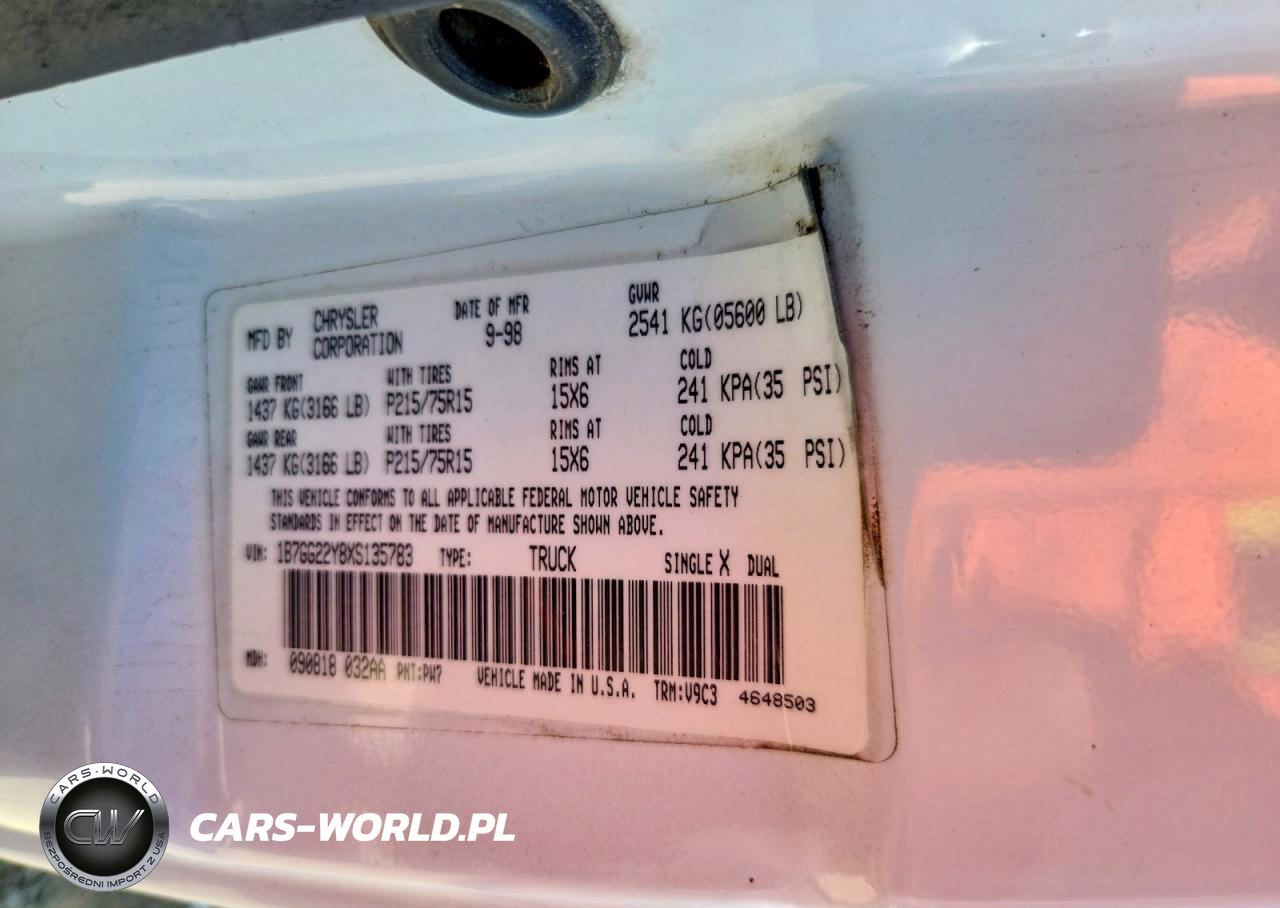 MFD BY CHRYSLER CORPORATION DATE OF MFR 9-98 GVWR 2541 KG(05600 LB)
GAWR FRONT WITH TIRES RIMS AT COLD
1437 KG(3166 LB) P215/75R15 15X6 241 KPA(35 PSI)
GAWR REAR WITH TIRES RIMS AT COLD
1437 KG(3166 LB) P215/75R15 15X6 241 KPA(35 PSI)
THIS VEHICLE CONFORMS TO ALL APPLICABLE FEDERAL MOTOR VEHICLE SAFETY
STANDARDS IN EFFECT ON THE DATE OF MANUFACTURE SHOWN ABOVE.
VIN: 1B7GG22Y8XS135783 TYPE: TRUCK SINGLE X DUAL
MDH: 090818 032AA PNT:PW7 VEHICLE MADE IN U.S.A. TRM:V9C3 4648503
CARS-WORLD
CW
BEZPOŚREDNI IMPORT Z USA
CARS-WORLD.PL